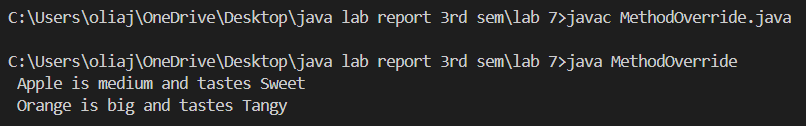 C:\Users\oliaj\OneDrive\Desktop\java lab report 3rd sem\lab 7>javac MethodOverride.java
C:\Users\oliaj\OneDrive\Desktop\java lab report 3rd sem\lab 7>java MethodOverride
Apple is medium and tastes Sweet
Orange is big and tastes Tangy